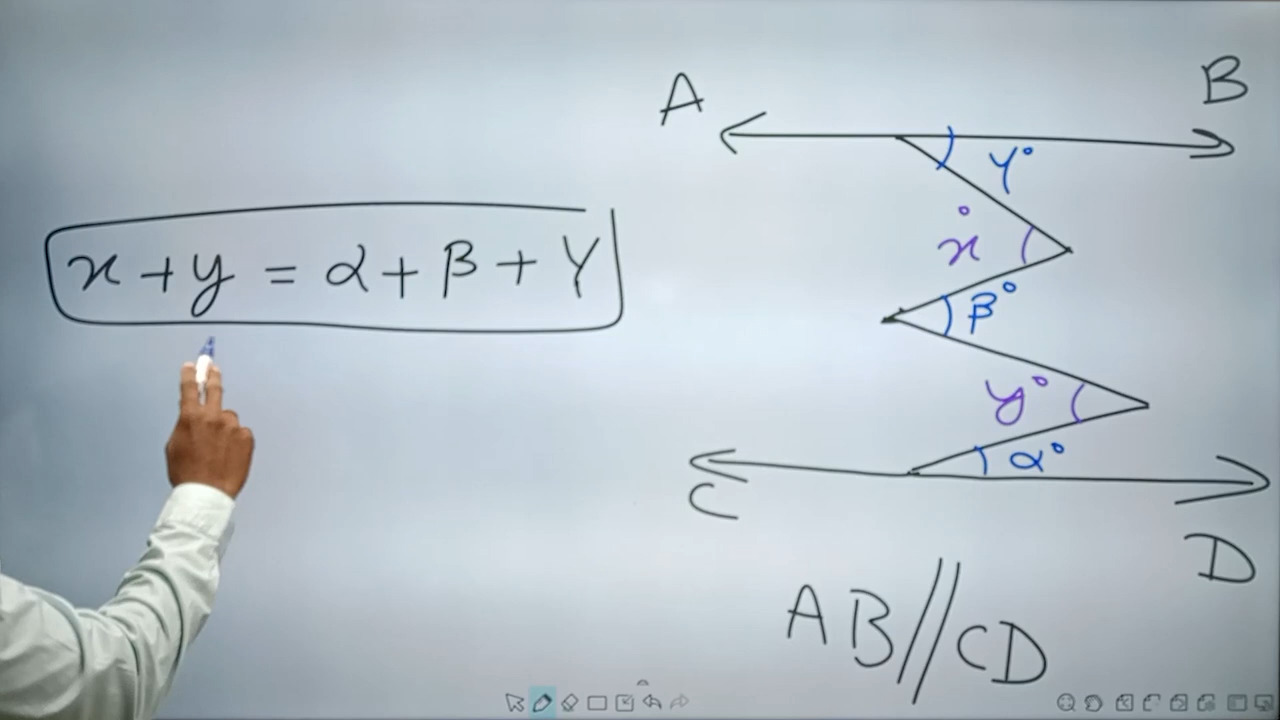 x + y = α + β + γ
A
B
γ°
x°
β°
y°
α°
C
D
AB // CD